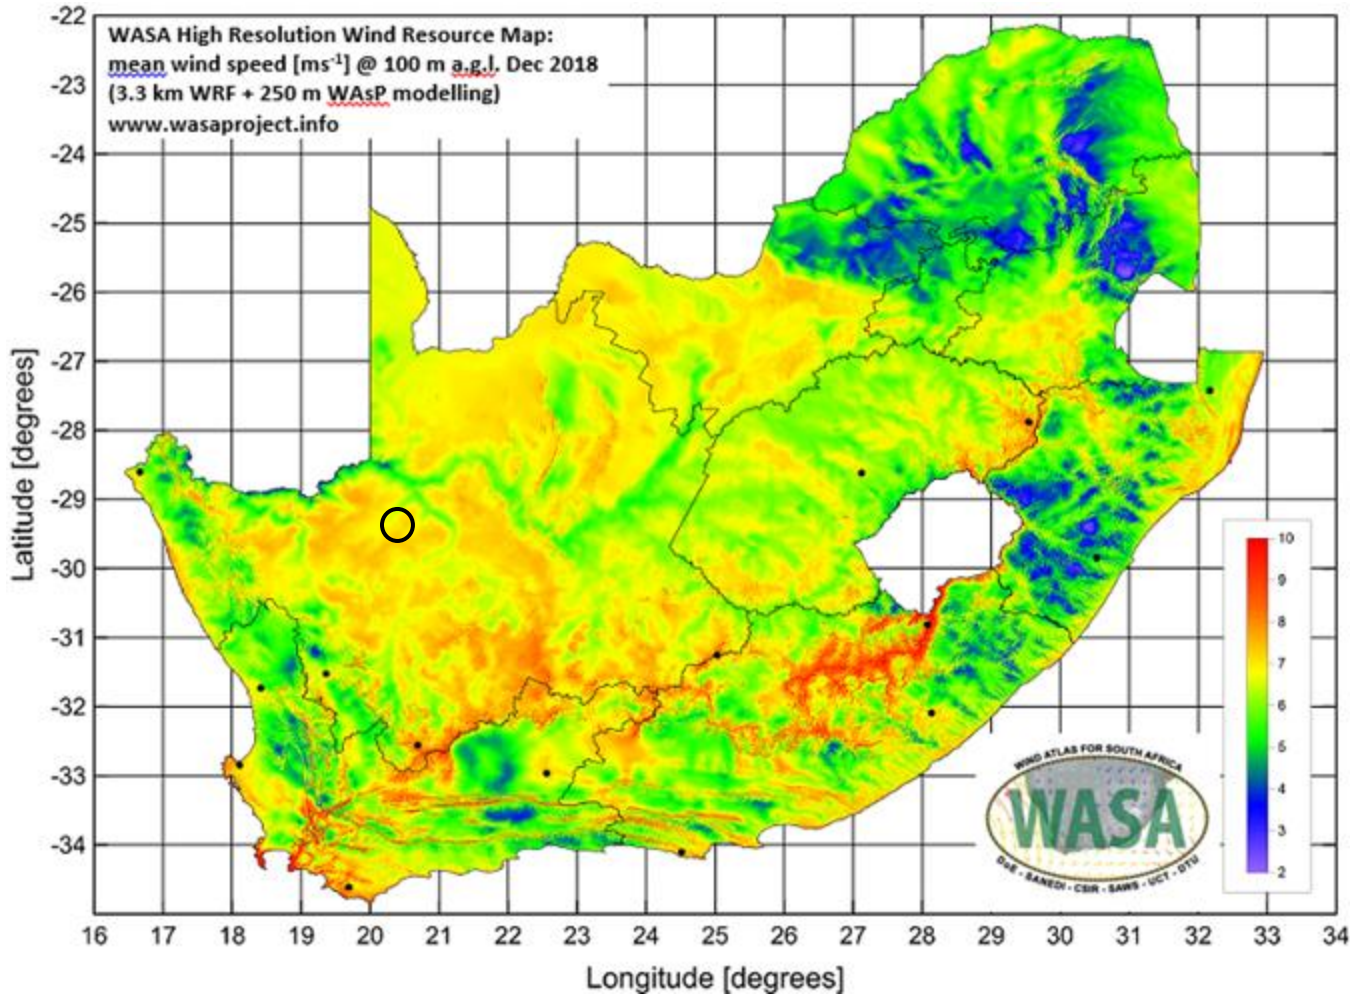 WASA High Resolution Wind Resource Map:
mean wind speed [ms-1] @ 100 m a.g.l. Dec 2018
(3.3 km WRF + 250 m WAsP modelling)
www.wasaproject.info
-22
-23
-24
-25
-26
-27
-28
-29
-30
-31
-32
-33
-34
Latitude [degrees]
10
9
8
7
6
5
4
3
2
WIND ATLAS FOR SOUTH AFRICA
WASA
DoE - SANEDI - CSIR - SAWS - UCT - DTU
16 17 18 19 20 21 22 23 24 25 26 27 28 29 30 31 32 33 34
Longitude [degrees]